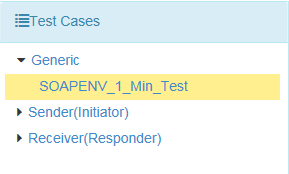 Test Cases
Generic
SOAPENV_1_Min_Test
Sender(Initiator)
Receiver(Responder)